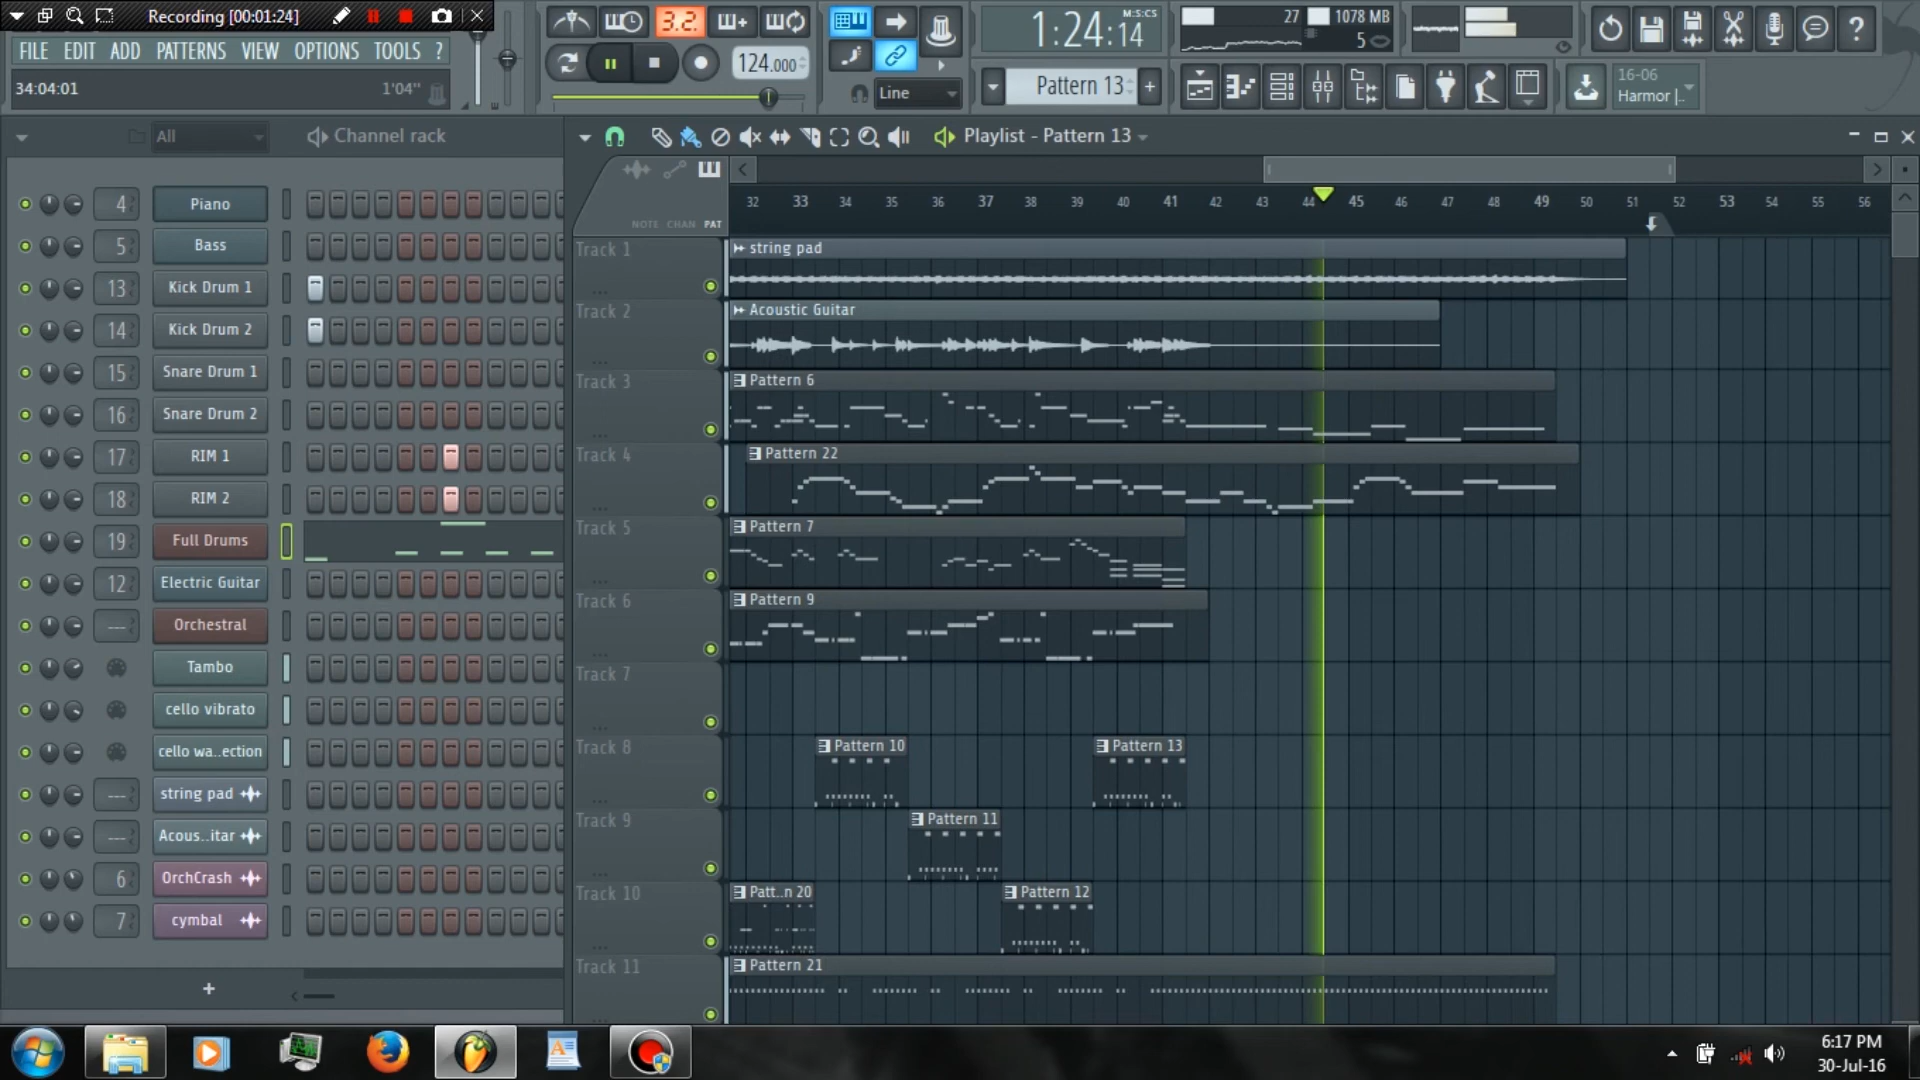 Recording [00:01:24]
FILE EDIT ADD PATTERNS VIEW OPTIONS TOOLS ?
34:04:01 1'04''
3.2.
124.000
Line
1:24:14
M:S:CS
27 1078 MB
5
Pattern 13
+
16-06
Harmor |..
All
Channel rack
Playlist - Pattern 13
NOTE CHAN PAT
32 33 34 35 36 37 38 39 40 41 42 43 44 45 46 47 48 49 50 51 52 53 54 55 56
4 Piano
5 Bass
13 Kick Drum 1
14 Kick Drum 2
15 Snare Drum 1
16 Snare Drum 2
17 RIM 1
18 RIM 2
19 Full Drums
12 Electric Guitar
--- Orchestral
Tambo
cello vibrato
cello wa..ection
--- string pad
--- Acous..itar
6 OrchCrash
7 cymbal
+
Track 1
string pad
Track 2
Acoustic Guitar
Track 3
Pattern 6
Track 4
Pattern 22
Track 5
Pattern 7
Track 6
Pattern 9
Track 7
Track 8
Pattern 10
Pattern 13
Track 9
Pattern 11
Track 10
Patt..n 20
Pattern 12
Track 11
Pattern 21
6:17 PM
30-Jul-16